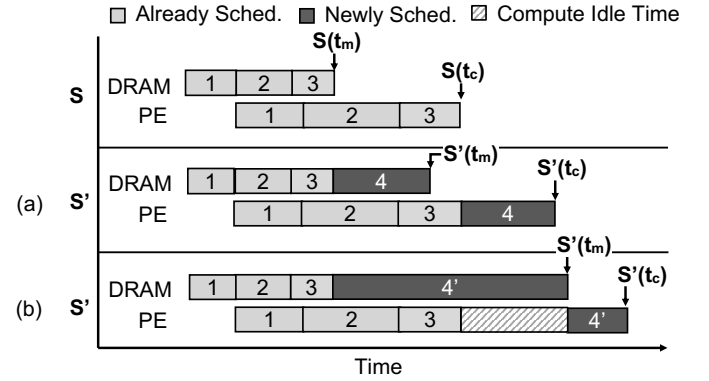 Already Sched. Newly Sched. Compute Idle Time
S(tm)
S(tc)
S
DRAM 1 2 3
PE 1 2 3
S'(tm)
S'(tc)
(a) S'
DRAM 1 2 3 4
PE 1 2 3 4
S'(tm)
S'(tc)
(b) S'
DRAM 1 2 3 4'
PE 1 2 3 4'
Time